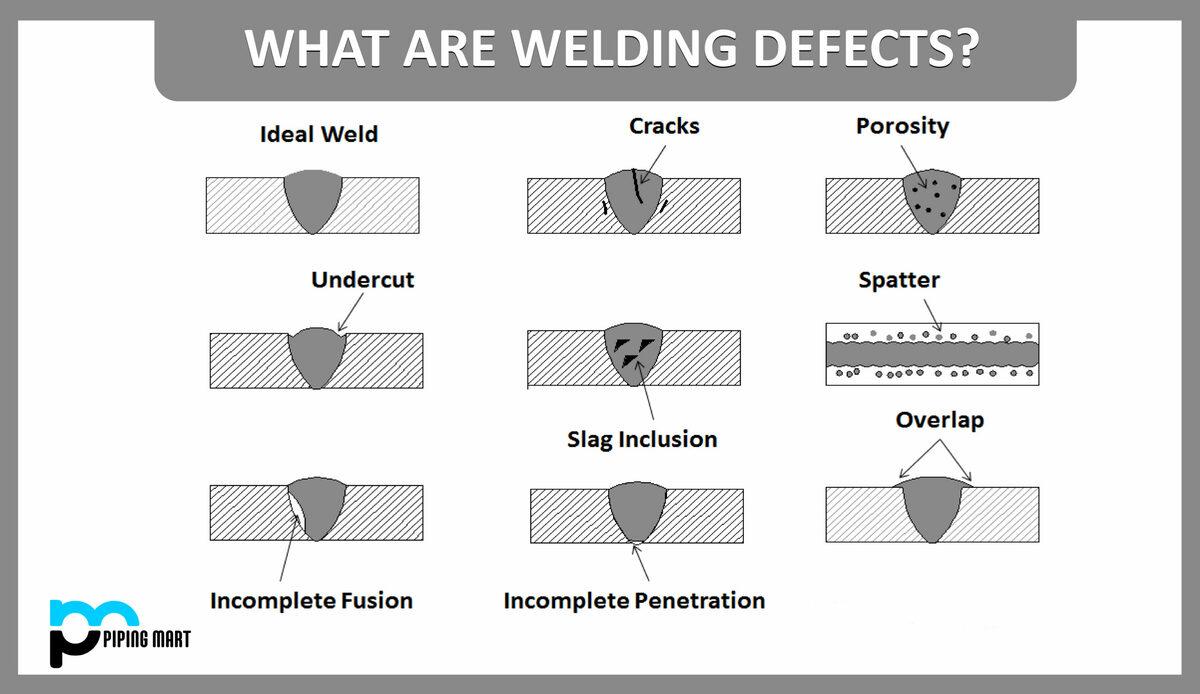 WHAT ARE WELDING DEFECTS?
Ideal Weld
Cracks
Porosity
Undercut
Slag Inclusion
Spatter
Incomplete Fusion
Incomplete Penetration
Overlap
PIPING MART